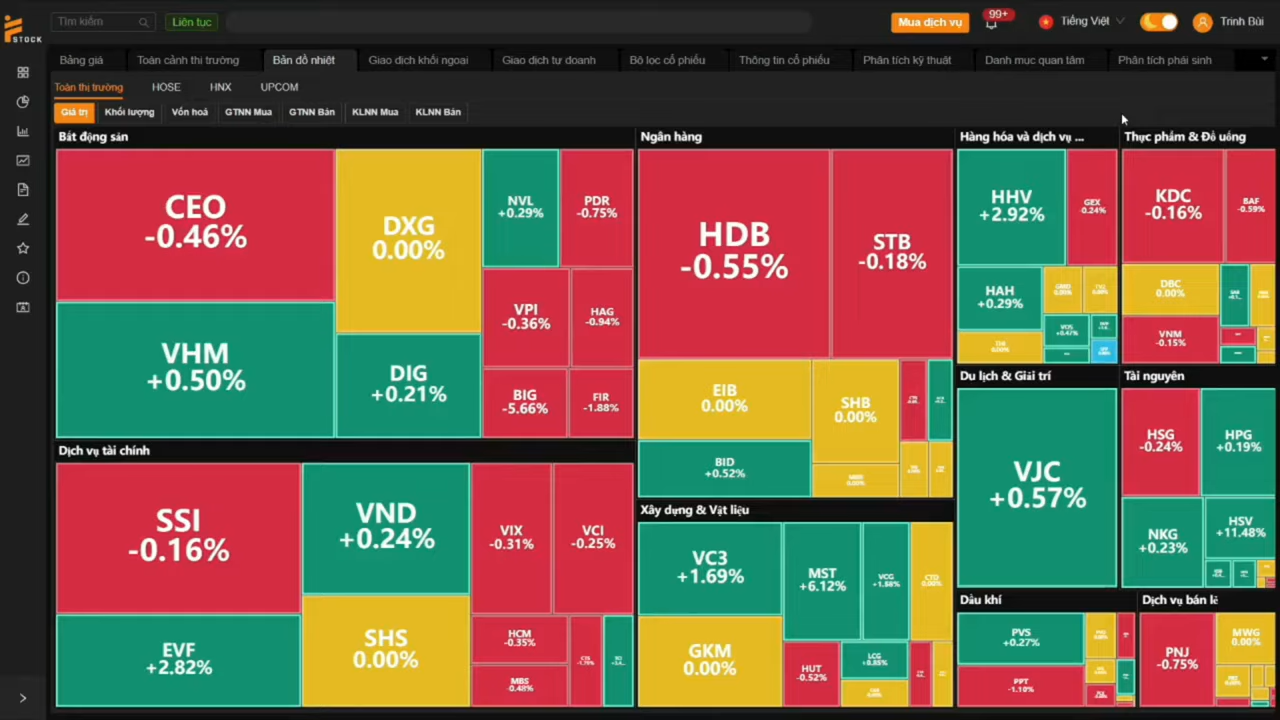 STOCK
Tìm kiếm
Liên tục
Mua dịch vụ
99+
Tiếng Việt
Trinh Bùi
Bảng giá
Toàn cảnh thị trường
Bản đồ nhiệt
Giao dịch khối ngoại
Giao dịch tự doanh
Bộ lọc cổ phiếu
Thông tin cổ phiếu
Phân tích kỹ thuật
Danh mục quan tâm
Phân tích phái sinh
Toàn thị trường
HOSE
HNX
UPCOM
Giá trị
Khối lượng
Vốn hoá
GTNN Mua
GTNN Bán
KLNN Mua
KLNN Bán
Bất động sản
CEO
-0.46%
DXG
0.00%
NVL
+0.29%
PDR
-0.75%
VHM
+0.50%
DIG
+0.21%
VPI
-0.36%
HAG
-0.94%
BIG
-5.66%
FIR
-1.88%
Dịch vụ tài chính
SSI
-0.16%
VND
+0.24%
VIX
-0.31%
VCI
-0.25%
EVF
+2.82%
SHS
0.00%
HCM
-0.35%
MBS
-0.48%
Ngân hàng
HDB
-0.55%
STB
-0.18%
EIB
0.00%
SHB
0.00%
BID
+0.52%
Xây dựng & Vật liệu
VC3
+1.69%
MST
+6.12%
VCG
+1.88%
CTD
0.00%
GKM
0.00%
HUT
-0.52%
LCG
+0.85%
Hàng hóa và dịch vụ ...
HHV
+2.92%
GEX
-0.24%
HAH
+0.29%
VOS
+0.47%
Thực phẩm & Đồ uống
KDC
-0.16%
BAF
-0.59%
DBC
0.00%
VNM
-0.15%
Du lịch & Giải trí
VJC
+0.57%
Tài nguyên
HSG
-0.24%
HPG
+0.19%
NKG
+0.23%
HSV
+11.48%
Dầu khí
PVS
+0.27%
PPT
-1.10%
Dịch vụ bán lẻ
PNJ
-0.75%
MWG
0.00%